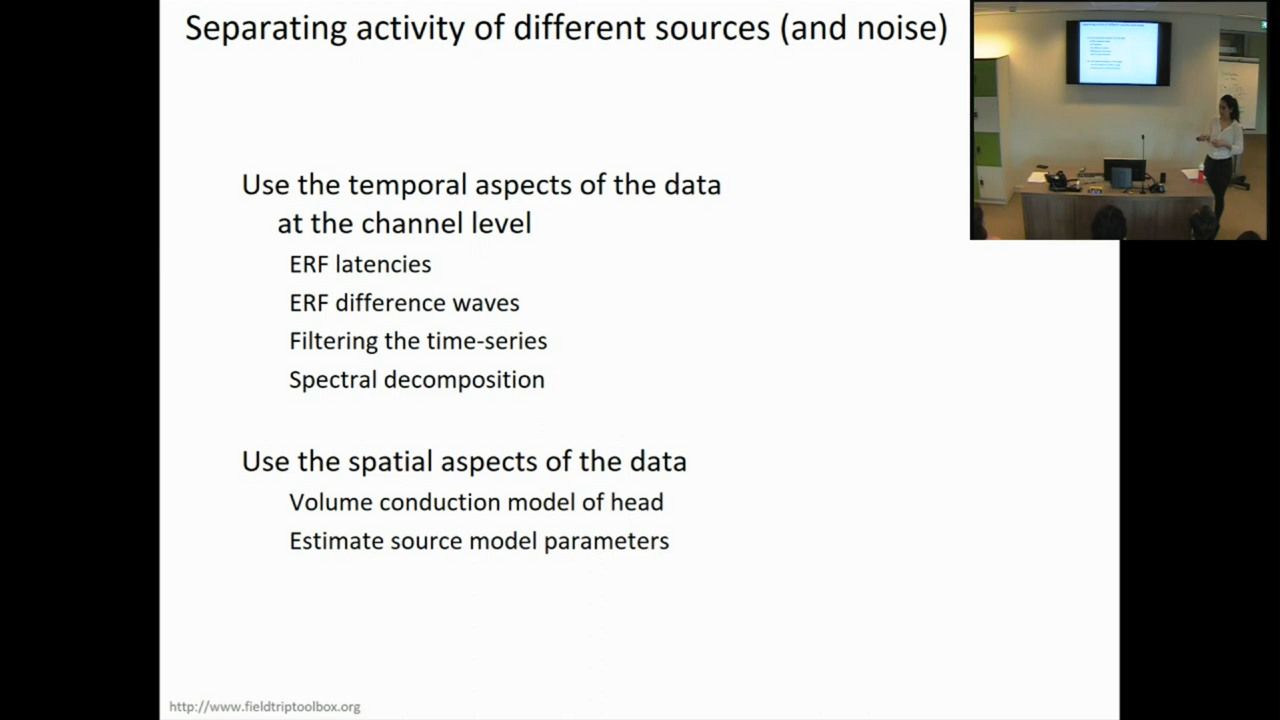 Separating activity of different sources (and noise)
Use the temporal aspects of the data
at the channel level
ERF latencies
ERF difference waves
Filtering the time-series
Spectral decomposition
Use the spatial aspects of the data
Volume conduction model of head
Estimate source model parameters
http://www.fieldtriptoolbox.org